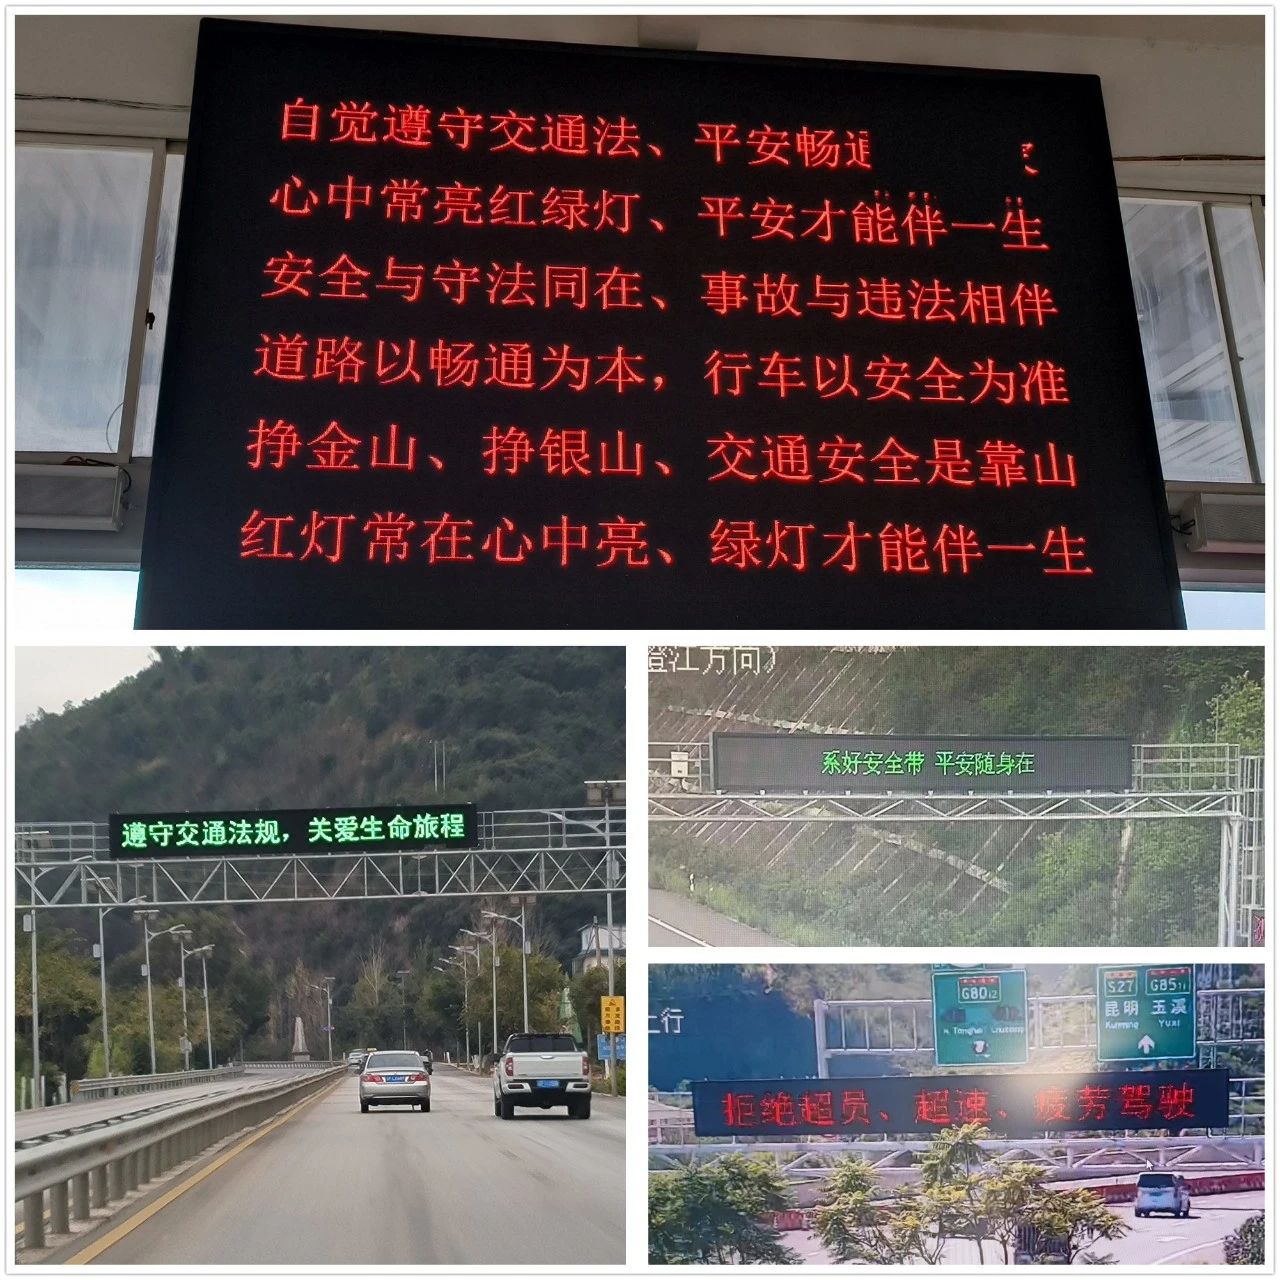 自觉遵守交通法、平安畅通
心中常亮红绿灯、平安才能伴一生
安全与守法同在、事故与违法相伴
道路以畅通为本，行车以安全为准
挣金山、挣银山、交通安全是靠山
红灯常在心中亮、绿灯才能伴一生
遵守交通法规，关爱生命旅程
澄江方向）
系好安全带 平安随身在
上行
G8012
S27 G8511
昆明 玉溪
Kunming Yuxi
拒绝超员、超速、疲劳驾驶